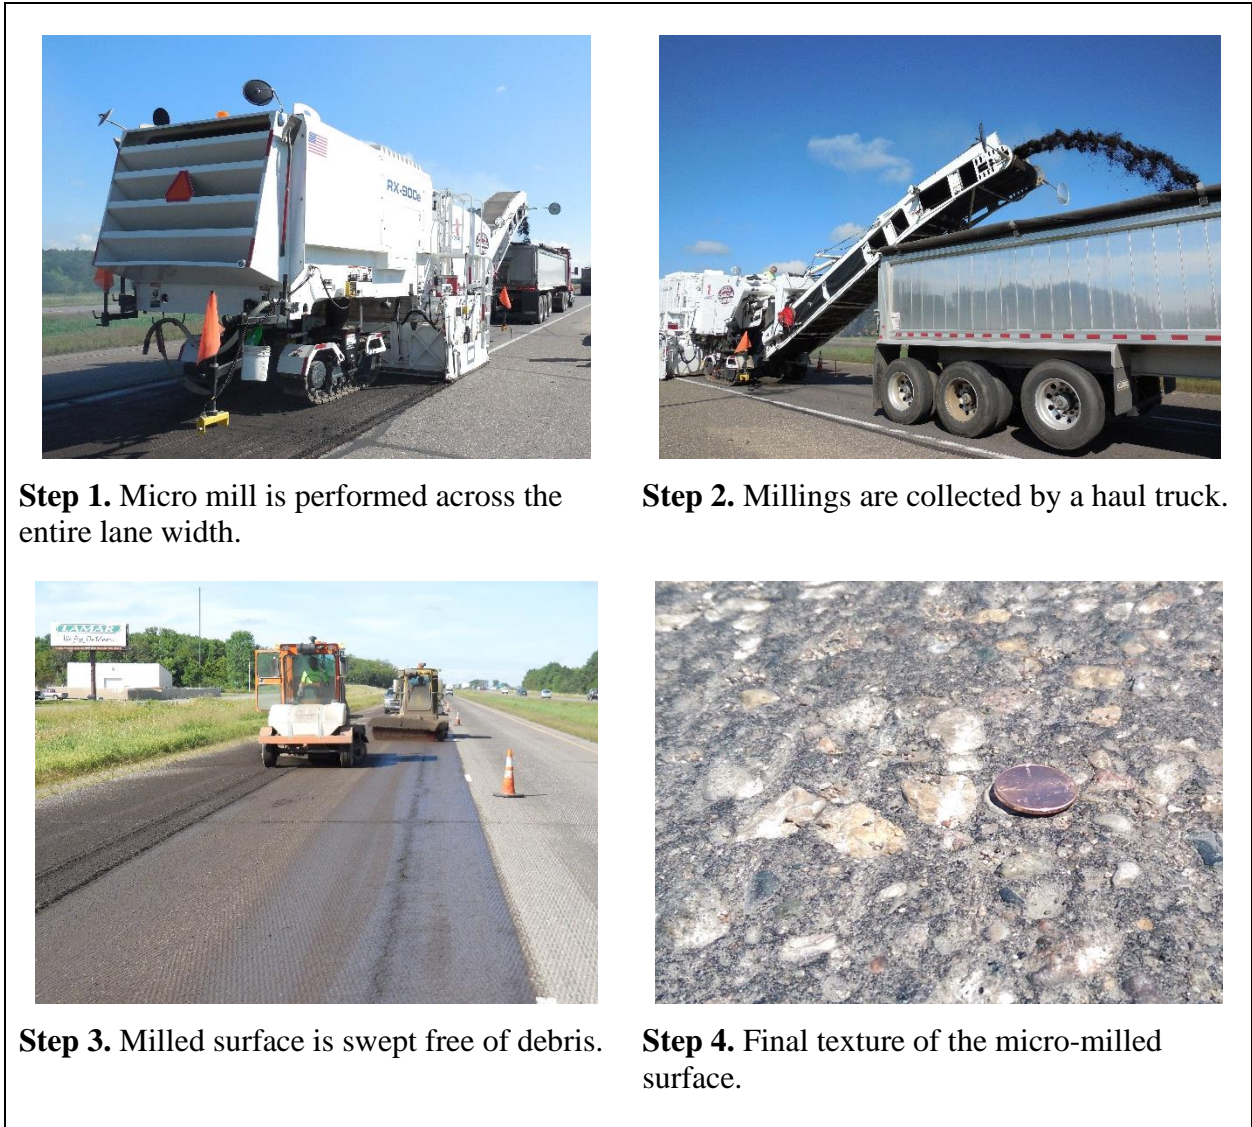 RX-900e
Step 1. Micro mill is performed across the
entire lane width.
Step 2. Millings are collected by a haul truck.
LAMAR
Step 3. Milled surface is swept free of debris.
Step 4. Final texture of the micro-milled
surface.